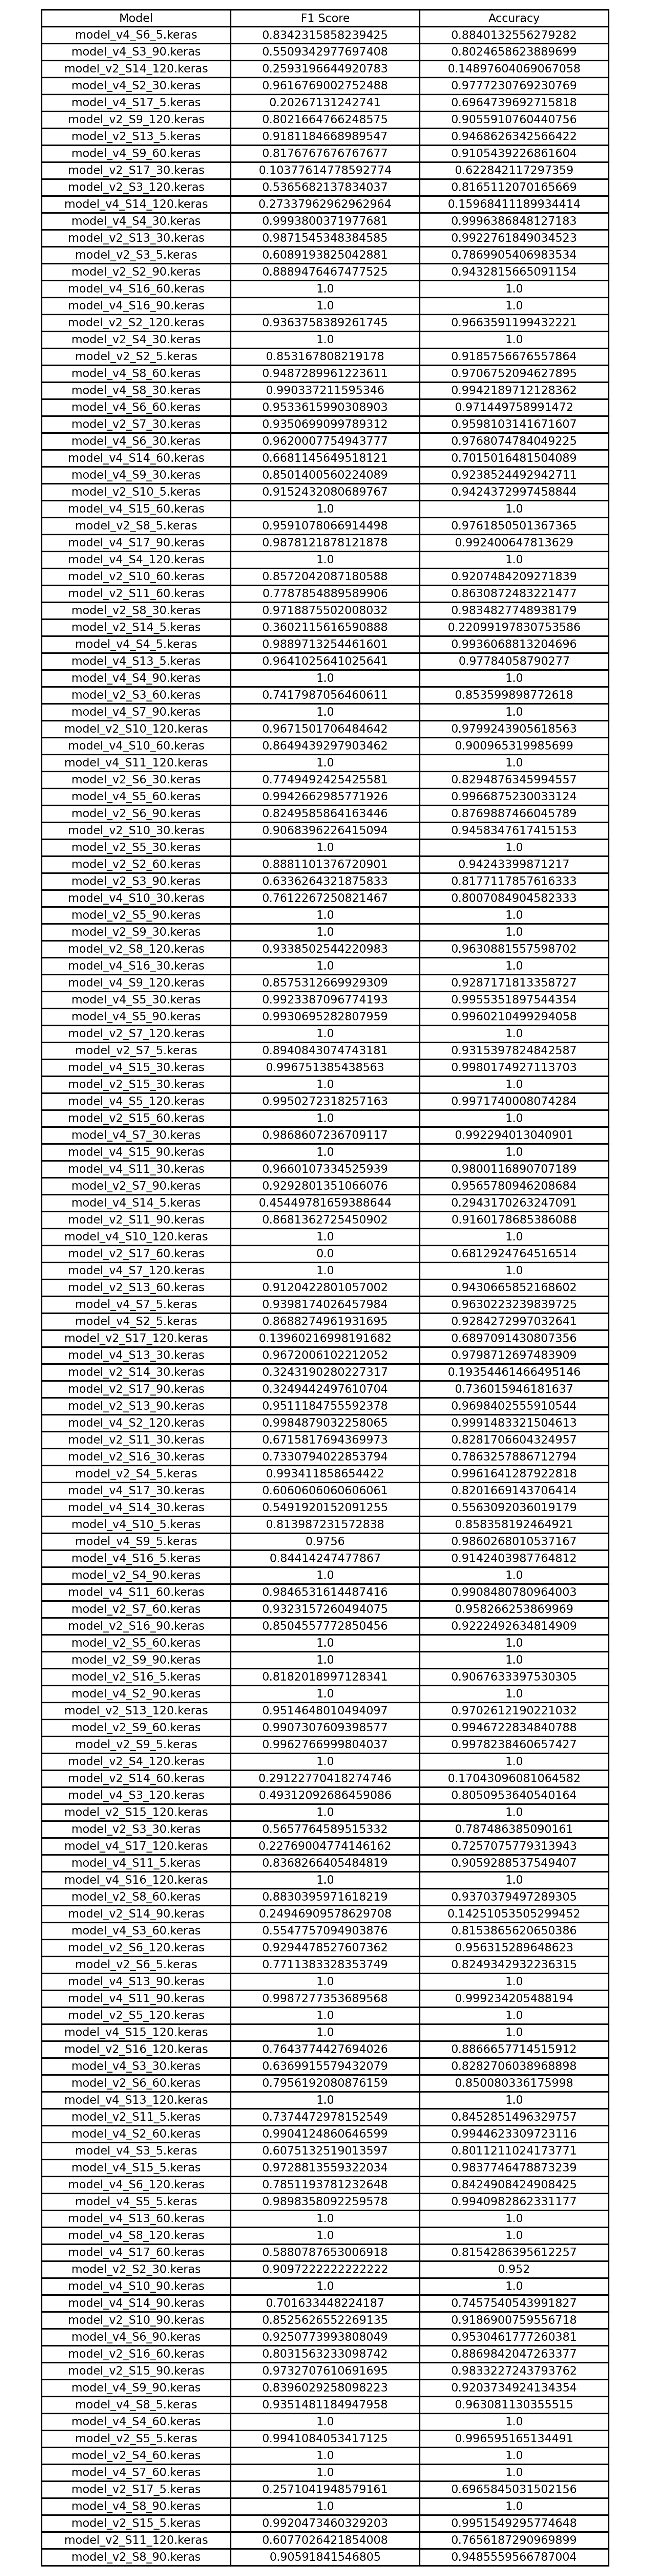 Model F1 Score Accuracy
model_v4_S6_5.keras 0.8342315858239425 0.8840132556279282
model_v4_S3_90.keras 0.5509342977697408 0.8024658623889699
model_v2_S14_120.keras 0.2593196644920783 0.14897604069067058
model_v4_S2_30.keras 0.9616769002752488 0.9777230769230769
model_v4_S17_5.keras 0.20267131242741 0.6964739692715818
model_v2_S9_120.keras 0.8021664766248575 0.9055910760440756
model_v2_S13_5.keras 0.9181184668989547 0.9468626342566422
model_v4_S9_60.keras 0.8176767676767677 0.9105439226861604
model_v2_S17_30.keras 0.10377614778592774 0.622842117297359
model_v2_S3_120.keras 0.5365682137834037 0.8165112070165669
model_v4_S14_120.keras 0.27337962962962964 0.15968411189934414
model_v4_S4_30.keras 0.9993800371977681 0.9996386848127183
model_v2_S13_30.keras 0.9871545348384585 0.9922761849034523
model_v2_S3_5.keras 0.6089193825042881 0.7869905406983534
model_v2_S2_90.keras 0.8889476467477525 0.9432815665091154
model_v4_S16_60.keras 1.0 1.0
model_v4_S16_90.keras 1.0 1.0
model_v2_S2_120.keras 0.9363758389261745 0.9663591199432221
model_v2_S4_30.keras 1.0 1.0
model_v2_S2_5.keras 0.853167808219178 0.9185756676557864
model_v4_S8_60.keras 0.9487289961223611 0.9706752094627895
model_v4_S8_30.keras 0.990337211595346 0.9942189712128362
model_v4_S6_60.keras 0.9533615990308903 0.971449758991472
model_v2_S7_30.keras 0.9350699099789312 0.9598103141671607
model_v4_S6_30.keras 0.9620007754943777 0.9768074784049225
model_v4_S14_60.keras 0.6681145649518121 0.7015016481504089
model_v4_S9_30.keras 0.8501400560224089 0.9238524492942711
model_v2_S10_5.keras 0.9152432080689767 0.9424372997458844
model_v4_S15_60.keras 1.0 1.0
model_v2_S8_5.keras 0.9591078066914498 0.9761850501367365
model_v4_S17_90.keras 0.9878121878121878 0.992400647813629
model_v4_S4_120.keras 1.0 1.0
model_v2_S10_60.keras 0.8572042087180588 0.9207484209271839
model_v2_S11_60.keras 0.7787854889589906 0.8630872483221477
model_v2_S8_30.keras 0.9718875502008032 0.9834827748938179
model_v2_S14_5.keras 0.3602115616590888 0.22099197830753586
model_v4_S4_5.keras 0.9889713254461601 0.9936068813204696
model_v4_S13_5.keras 0.9641025641025641 0.97784058790277
model_v4_S4_90.keras 1.0 1.0
model_v2_S3_60.keras 0.7417987056460611 0.853599898772618
model_v4_S7_90.keras 1.0 1.0
model_v2_S10_120.keras 0.9671501706484642 0.9799243905618563
model_v4_S10_60.keras 0.8649439297903462 0.900965319985699
model_v4_S11_120.keras 1.0 1.0
model_v2_S6_30.keras 0.7749492425425581 0.8294876345994557
model_v4_S5_60.keras 0.9942662985771926 0.9966875230033124
model_v2_S6_90.keras 0.8249585864163446 0.8769887466045789
model_v2_S10_30.keras 0.9068396226415094 0.9458347617415153
model_v2_S5_30.keras 1.0 1.0
model_v2_S2_60.keras 0.8881101376720901 0.94243399871217
model_v2_S3_90.keras 0.6336264321875833 0.8177117857616333
model_v4_S10_30.keras 0.7612267250821467 0.8007084904582333
model_v2_S5_90.keras 1.0 1.0
model_v2_S9_30.keras 1.0 1.0
model_v2_S8_120.keras 0.9338502544220983 0.9630881557598702
model_v4_S16_30.keras 1.0 1.0
model_v4_S9_120.keras 0.8575312669929309 0.9287171813358727
model_v4_S5_30.keras 0.9923387096774193 0.9955351897544354
model_v4_S5_90.keras 0.9930695282807959 0.9960210499294058
model_v2_S7_120.keras 1.0 1.0
model_v2_S7_5.keras 0.8940843074743181 0.9315397824842587
model_v4_S15_30.keras 0.996751385438563 0.9980174927113703
model_v2_S15_30.keras 1.0 1.0
model_v4_S5_120.keras 0.9950272318257163 0.9971740008074284
model_v2_S15_60.keras 1.0 1.0
model_v4_S7_30.keras 0.9868607236709117 0.992294013040901
model_v4_S15_90.keras 1.0 1.0
model_v4_S11_30.keras 0.9660107334525939 0.9800116890707189
model_v2_S7_90.keras 0.9292801351066076 0.9565780946208684
model_v4_S14_5.keras 0.45449781659388644 0.2943170263247091
model_v2_S11_90.keras 0.8681362725450902 0.9160178685386088
model_v4_S10_120.keras 1.0 1.0
model_v2_S17_60.keras 0.0 0.6812924764516514
model_v4_S7_120.keras 1.0 1.0
model_v2_S13_60.keras 0.9120422801057002 0.9430665852168602
model_v4_S7_5.keras 0.9398174026457984 0.9630223239839725
model_v4_S2_5.keras 0.8688274961931695 0.9284272997032641
model_v2_S17_120.keras 0.13960216998191682 0.6897091430807356
model_v4_S13_30.keras 0.9672006102212052 0.9798712697483909
model_v2_S14_30.keras 0.3243190280227317 0.19354461466495146
model_v2_S17_90.keras 0.3249442497610704 0.736015946181637
model_v2_S13_90.keras 0.9511184755592378 0.9698402555910544
model_v4_S2_120.keras 0.9984879032258065 0.9991483321504613
model_v2_S11_30.keras 0.6715817694369973 0.8281706604324957
model_v2_S16_30.keras 0.7330794022853794 0.7863257886712794
model_v2_S4_5.keras 0.993411858654422 0.9961641287922818
model_v4_S17_30.keras 0.6060606060606061 0.8201669143706414
model_v4_S14_30.keras 0.5491920152091255 0.5563092036019179
model_v4_S10_5.keras 0.813987231572838 0.858358192464921
model_v4_S9_5.keras 0.9756 0.9860268010537167
model_v4_S16_5.keras 0.84414247477867 0.9142403987764812
model_v2_S4_90.keras 1.0 1.0
model_v4_S11_60.keras 0.9846531614487416 0.9908480780964003
model_v2_S7_60.keras 0.9323157260494075 0.958266253869969
model_v2_S16_90.keras 0.8504557772850456 0.9222492634814909
model_v2_S5_60.keras 1.0 1.0
model_v2_S9_90.keras 1.0 1.0
model_v2_S16_5.keras 0.8182018997128341 0.9067633397530305
model_v4_S2_90.keras 1.0 1.0
model_v2_S13_120.keras 0.9514648010494097 0.9702612190221032
model_v2_S9_60.keras 0.9907307609398577 0.9946722834840788
model_v2_S9_5.keras 0.9962766999804037 0.9978238460657427
model_v2_S4_120.keras 1.0 1.0
model_v2_S14_60.keras 0.29122770418274746 0.17043096081064582
model_v4_S3_120.keras 0.49312092686459086 0.8050953640540164
model_v2_S15_120.keras 1.0 1.0
model_v2_S3_30.keras 0.5657764589515332 0.787486385090161
model_v4_S17_120.keras 0.22769004774146162 0.7257075779313943
model_v4_S11_5.keras 0.8368266405484819 0.9059288537549407
model_v4_S16_120.keras 1.0 1.0
model_v2_S8_60.keras 0.8830395971618219 0.9370379497289305
model_v2_S14_90.keras 0.24946909578629708 0.14251053505299452
model_v4_S3_60.keras 0.5547757094903876 0.8153865620650386
model_v2_S6_120.keras 0.9294478527607362 0.956315289648623
model_v2_S6_5.keras 0.7711383328353749 0.8249342932236315
model_v4_S13_90.keras 1.0 1.0
model_v4_S11_90.keras 0.9987277353689568 0.999234205488194
model_v2_S5_120.keras 1.0 1.0
model_v4_S15_120.keras 1.0 1.0
model_v2_S16_120.keras 0.7643774427694026 0.8866657714515912
model_v4_S3_30.keras 0.6369915579432079 0.8282706038968898
model_v2_S6_60.keras 0.7956192080876159 0.850080336175998
model_v4_S13_120.keras 1.0 1.0
model_v2_S11_5.keras 0.7374472978152549 0.8452851496329757
model_v4_S2_60.keras 0.9904124860646599 0.9944623309723116
model_v4_S3_5.keras 0.6075132519013597 0.8011211024173771
model_v4_S15_5.keras 0.9728813559322034 0.9837746478873239
model_v4_S6_120.keras 0.7851193781232648 0.8424908424908425
model_v4_S5_5.keras 0.9898358092259578 0.9940982862331177
model_v4_S13_60.keras 1.0 1.0
model_v4_S8_120.keras 1.0 1.0
model_v4_S17_60.keras 0.5880787653006918 0.8154286395612257
model_v2_S2_30.keras 0.9097222222222222 0.952
model_v4_S10_90.keras 1.0 1.0
model_v4_S14_90.keras 0.701633448224187 0.7457540543991827
model_v2_S10_90.keras 0.8525626552269135 0.9186900759556718
model_v4_S6_90.keras 0.9250773993808049 0.9530461777260381
model_v2_S16_60.keras 0.8031563233098742 0.8869842047263377
model_v2_S15_90.keras 0.9732707610691695 0.9833227243793762
model_v4_S9_90.keras 0.8396029258098223 0.9203734924134354
model_v4_S8_5.keras 0.9351481184947958 0.963081130355515
model_v4_S4_60.keras 1.0 1.0
model_v2_S5_5.keras 0.9941084053417125 0.996595165134491
model_v2_S4_60.keras 1.0 1.0
model_v4_S7_60.keras 1.0 1.0
model_v2_S17_5.keras 0.2571041948579161 0.6965845031502156
model_v4_S8_90.keras 1.0 1.0
model_v2_S15_5.keras 0.9920473460329203 0.9951549295774648
model_v2_S11_120.keras 0.6077026421854008 0.7656187290969899
model_v2_S8_90.keras 0.90591841546805 0.9485559566787004